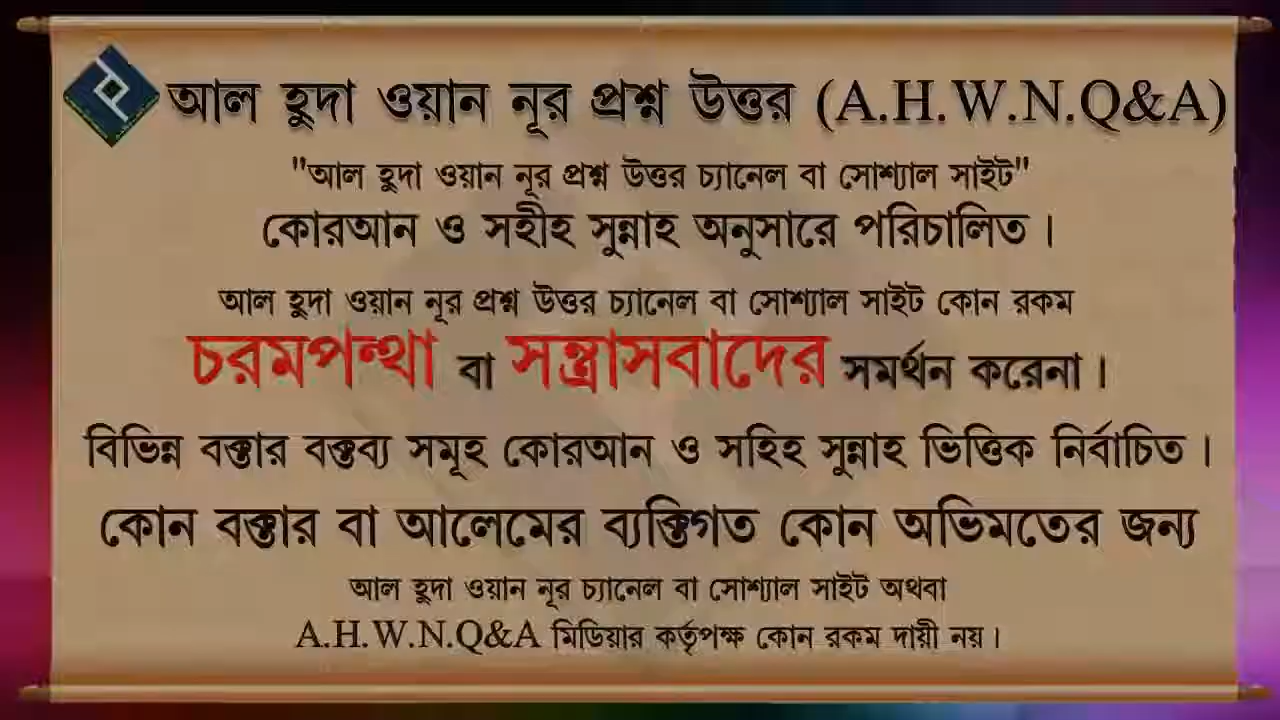 আল হুদা ওয়ান নূর প্রশ্ন উত্তর (A.H.W.N.Q&A)
"আল হুদা ওয়ান নূর প্রশ্ন উত্তর চ্যানেল বা সোশ্যাল সাইট"
কোরআন ও সহীহ সুন্নাহ অনুসারে পরিচালিত ।
আল হুদা ওয়ান নূর প্রশ্ন উত্তর চ্যানেল বা সোশ্যাল সাইট কোন রকম
চরমপন্থা বা সন্ত্রাসবাদের সমর্থন করেনা ।
বিভিন্ন বক্তার বক্তব্য সমূহ কোরআন ও সহিহ সুন্নাহ ভিত্তিক নির্বাচিত ।
কোন বক্তার বা আলেমের ব্যক্তিগত কোন অভিমতের জন্য
আল হুদা ওয়ান নূর চ্যানেল বা সোশ্যাল সাইট অথবা
A.H.W.N.Q&A মিডিয়ার কর্তৃপক্ষ কোন রকম দায়ী নয় ।